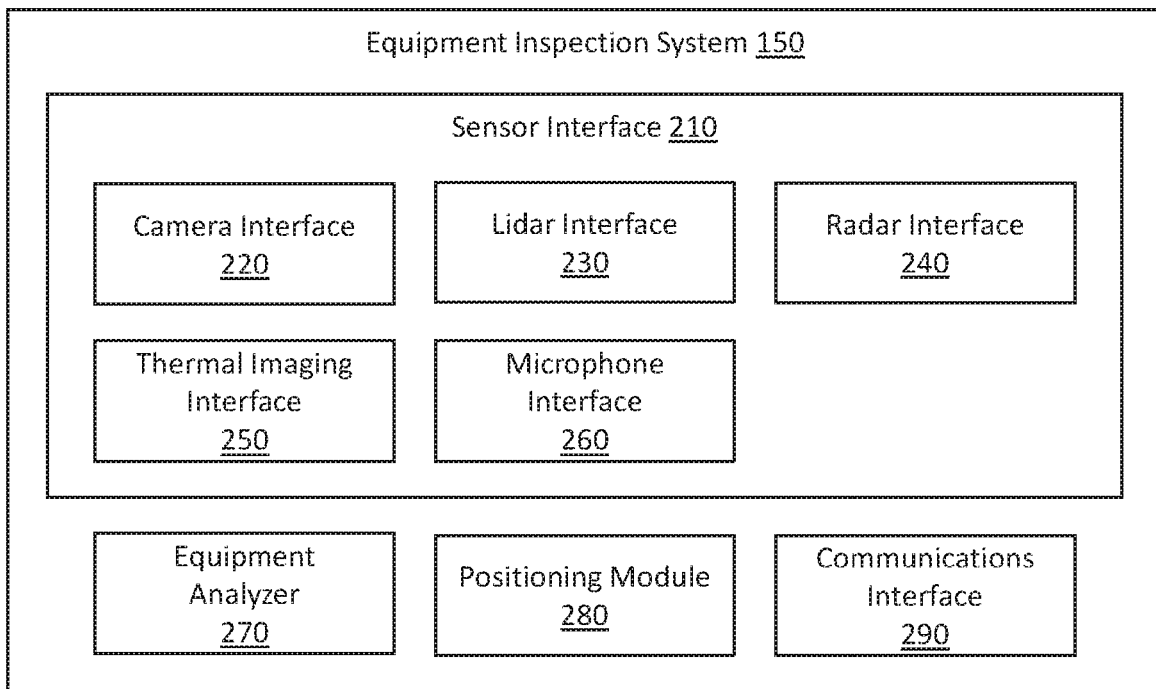 Equipment Inspection System 150
Sensor Interface 210
Camera Interface
220
Lidar Interface
230
Radar Interface
240
Thermal Imaging
Interface
250
Microphone
Interface
260
Equipment
Analyzer
270
Positioning Module
280
Communications
Interface
290